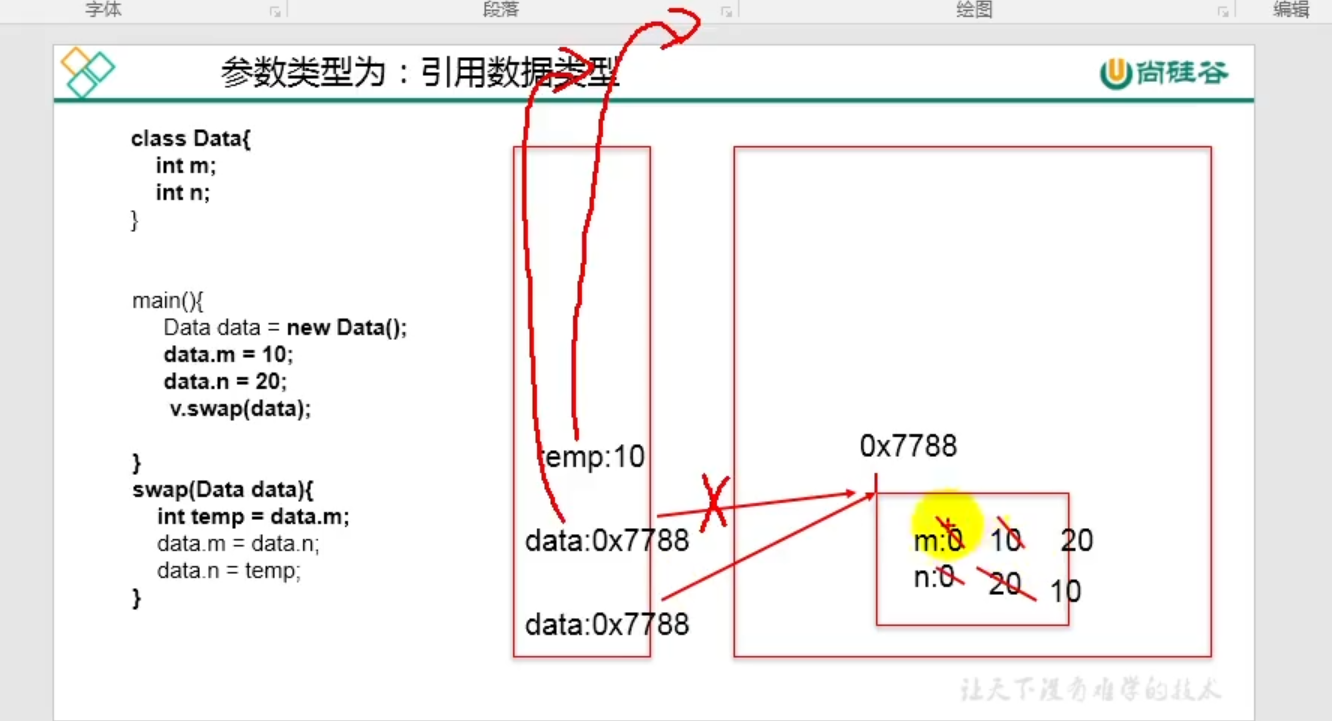 字体
段落
绘图
编辑
参数类型为：引用数据类型
尚硅谷
class Data{
int m;
int n;
}
main(){
Data data = new Data();
data.m = 10;
data.n = 20;
v.swap(data);
}
swap(Data data){
int temp = data.m;
data.m = data.n;
data.n = temp;
}
temp:10
data:0x7788
data:0x7788
0x7788
m:0 10 20
n:0 20 10
让天下没有难学的技术